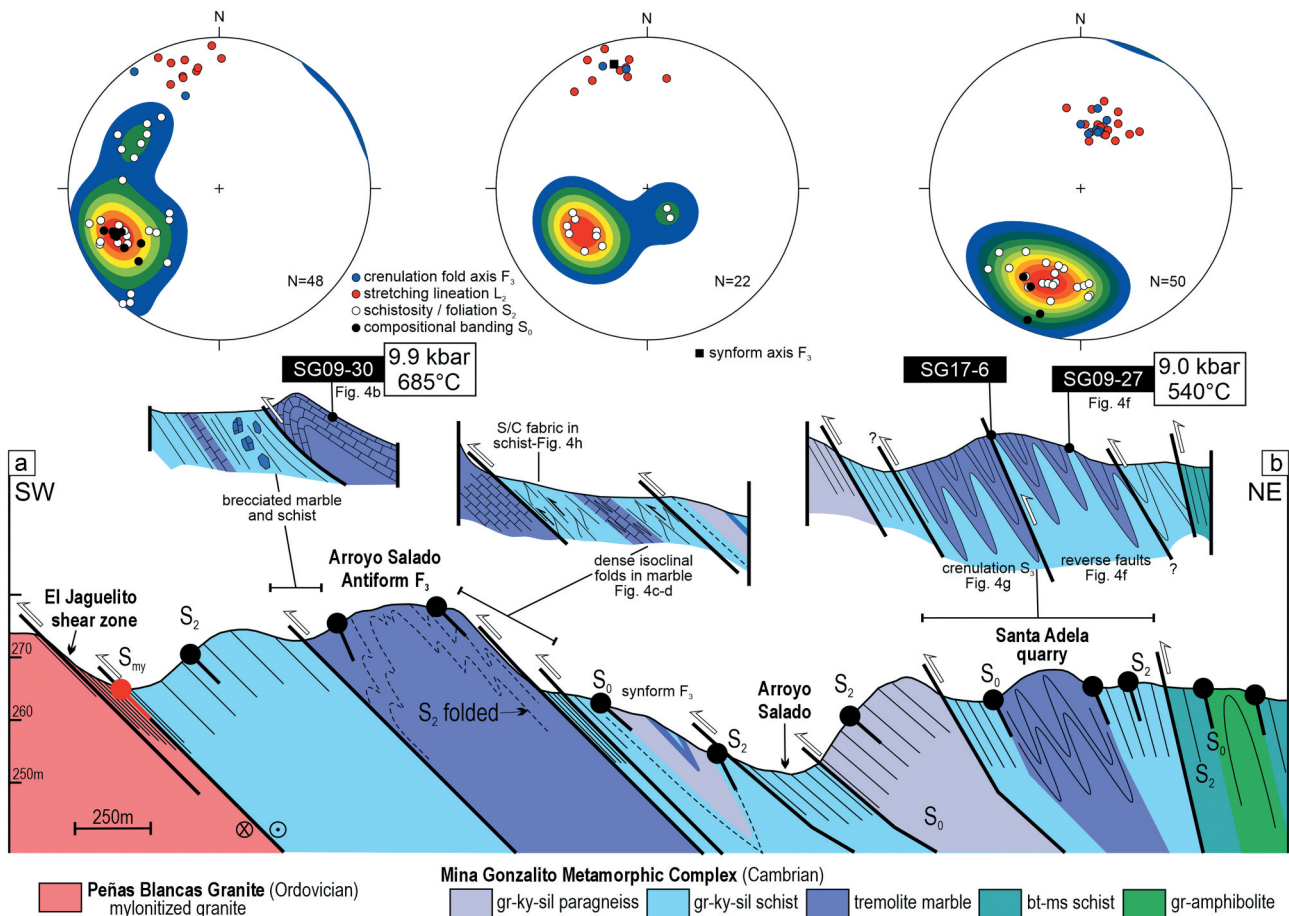 N
N
N
N=48
N=22
N=50
crenulation fold axis F3
stretching lineation L2
schistosity / foliation S2
compositional banding S0
synform axis F3
SG09-30
Fig. 4b
9.9 kbar
685°C
SG17-6
SG09-27
Fig. 4f
9.0 kbar
540°C
S/C fabric in
schist-Fig. 4h
?
a
SW
b
NE
brecciated marble
and schist
dense isoclinal
folds in marble
Fig. 4c-d
crenulation S3
Fig. 4g
reverse faults
Fig. 4f
?
Arroyo Salado
Antiform F3
El Jaguelito
shear zone
Santa Adela
quarry
S2
270
260
250m
Smy
S2 folded
S0
synform F3
S2
Arroyo
Salado
S2
S0
S0
S2
S0
S2
250m
Peñas Blancas Granite (Ordovician)
mylonitized granite
Mina Gonzalito Metamorphic Complex (Cambrian)
gr-ky-sil paragneiss
gr-ky-sil schist
tremolite marble
bt-ms schist
gr-amphibolite